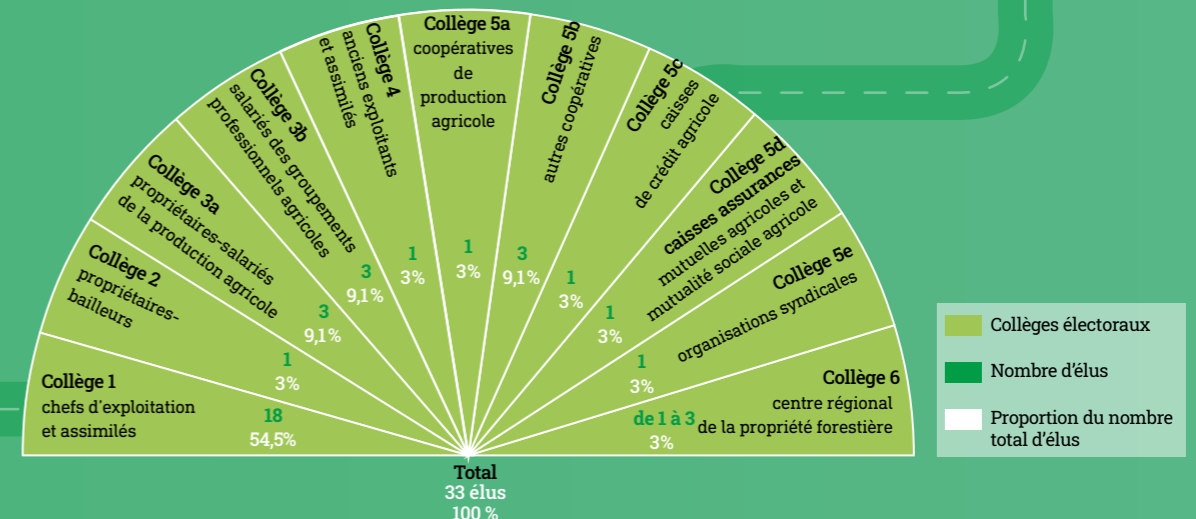 Collège 1
chefs d'exploitation
et assimilés
18
54,5%
Collège 2
propriétaires-
bailleurs
1
3%
Collège 3a
propriétaires-salariés
de la production agricole
3
9,1%
Collège 3b
salariés des groupements
professionnels agricoles
3
9,1%
Collège 4
anciens exploitants
et assimilés
1
3%
Collège 5a
coopératives
de
production
agricole
1
3%
Collège 5b
autres coopératives
3
9,1%
Collège 5c
caisses
de crédit agricole
1
3%
Collège 5d
caisses assurances
mutuelles agricoles et
mutualité sociale agricole
1
3%
Collège 5e
organisations syndicales
1
3%
Collège 6
centre régional
de la propriété forestière
de 1 à 3
3%
Total
33 élus
100 %
Collèges électoraux
Nombre d'élus
Proportion du nombre
total d'élus